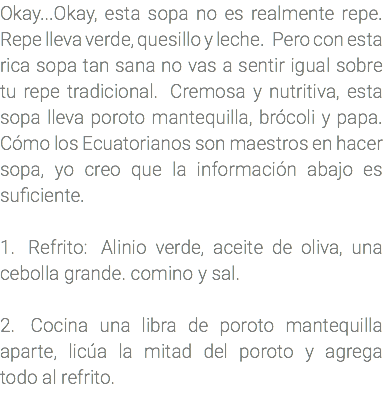 Okay...Okay, esta sopa no es realmente repe.
Repe lleva verde, quesillo y leche. Pero con esta
rica sopa tan sana no vas a sentir igual sobre
tu repe tradicional. Cremosa y nutritiva, esta
sopa lleva poroto mantequilla, brócoli y papa.
Cómo los Ecuatorianos son maestros en hacer
sopa, yo creo que la información abajo es
suficiente.
1. Refrito: Alinio verde, aceite de oliva, una
cebolla grande. comino y sal.
2. Cocina una libra de poroto mantequilla
aparte, licúa la mitad del poroto y agrega
todo al refrito.